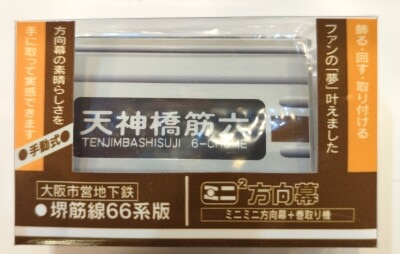 飾る・回す・取り付ける
ファンの「夢」叶えました
方向幕の素晴らしさを
手に取って実感できます
●手動式●
天神橋筋六
TENJIMBASHISUJI 6-CHOME
大阪市営地下鉄
●堺筋線66系版
ミニ²方向幕
ミニミニ方向幕+巻取り機